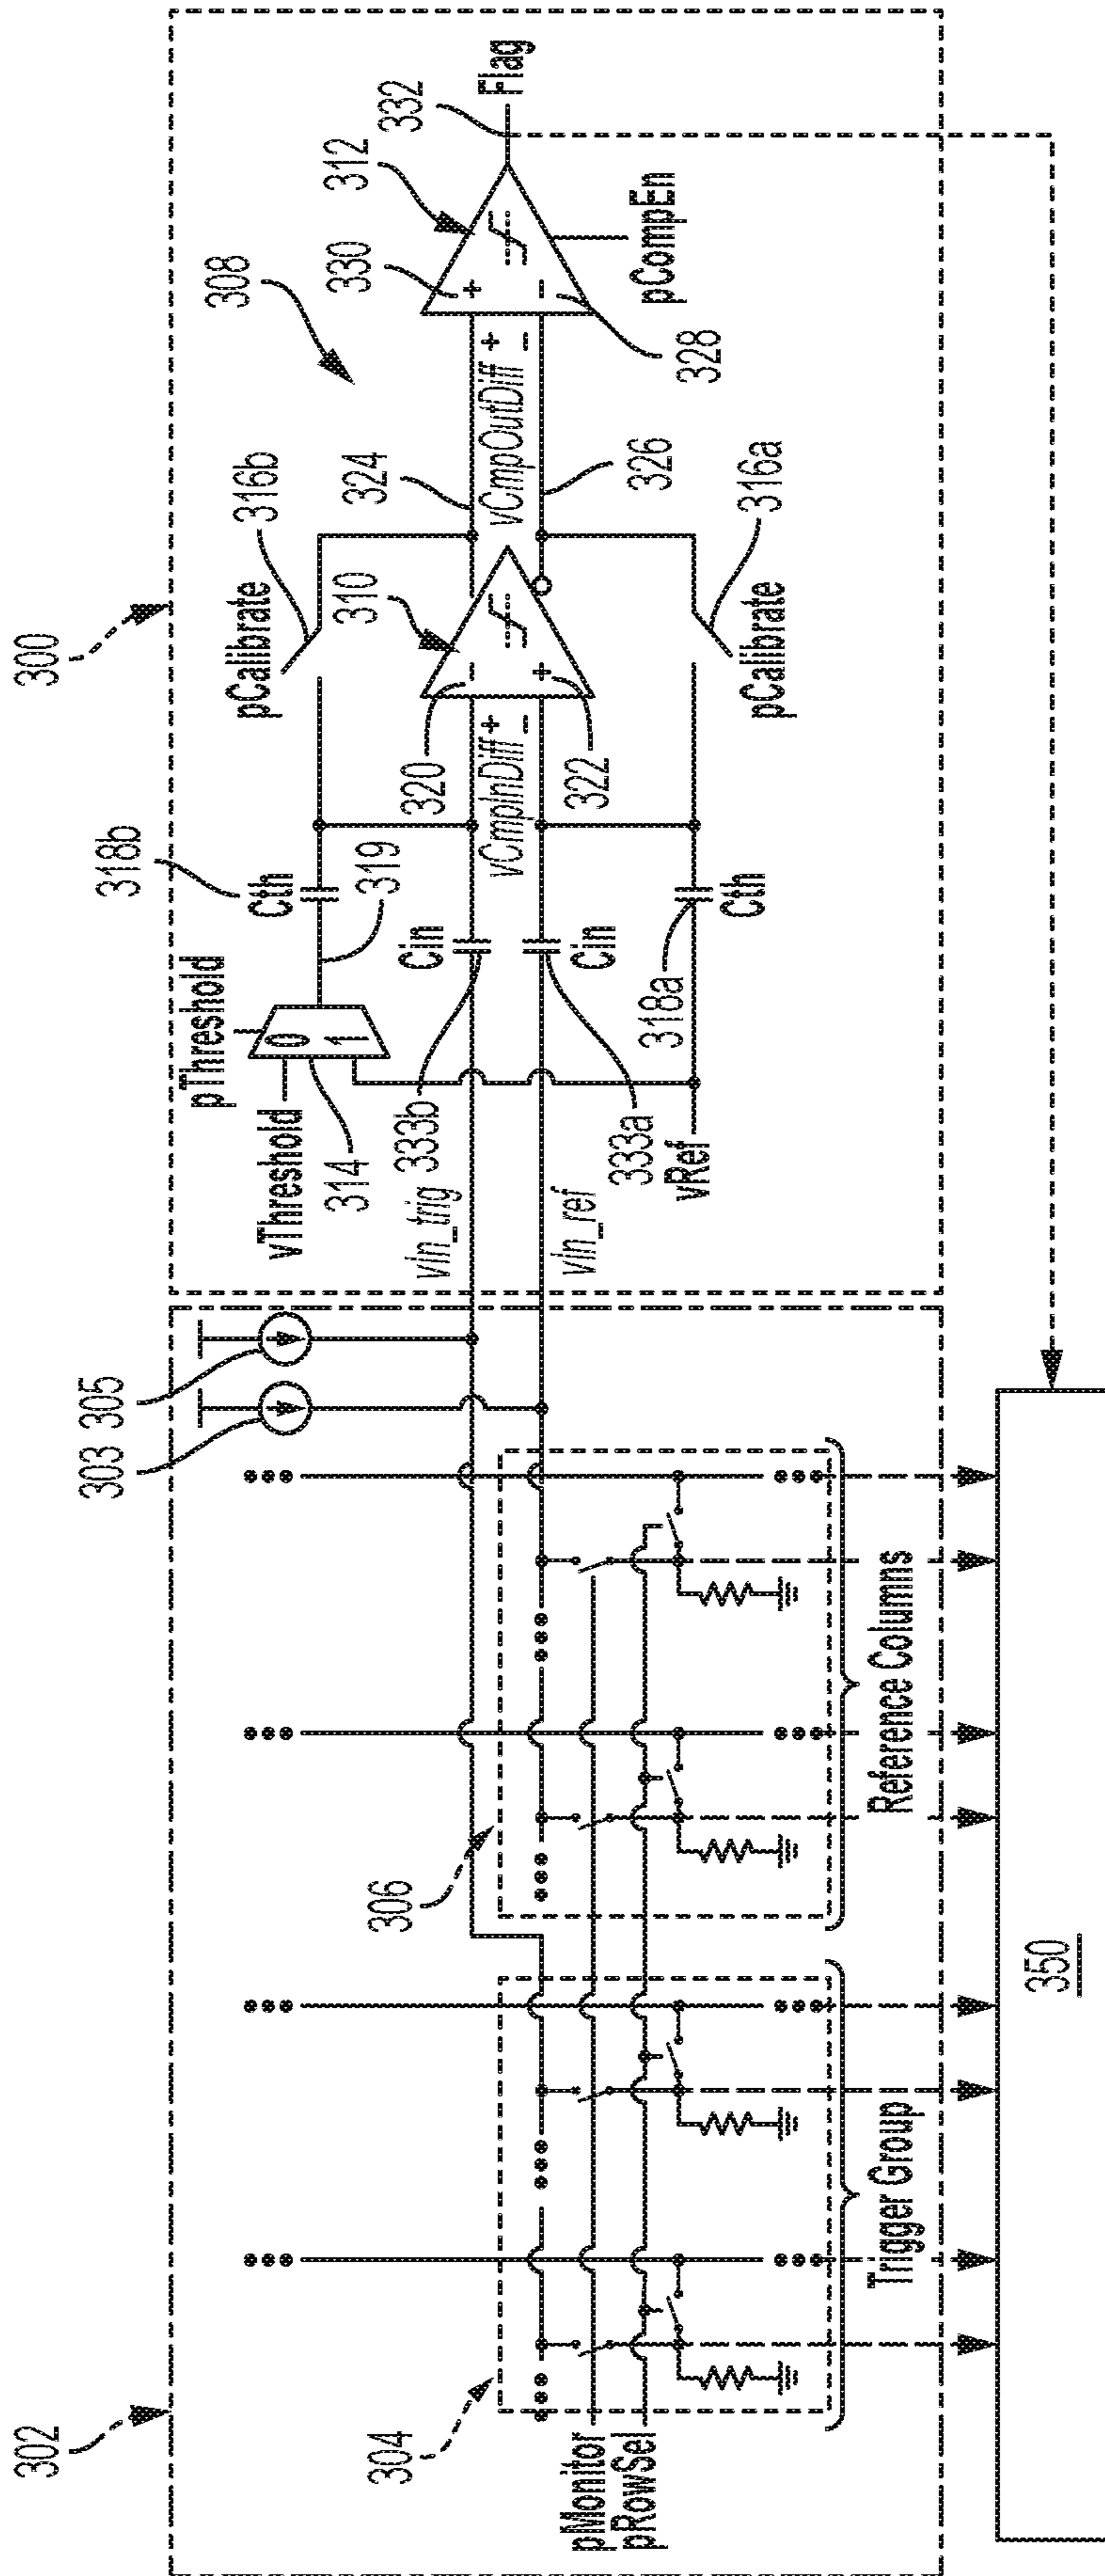 300
302
303
305
304
306
308
pThreshold
vThreshold
0
1
314
318b
Cth
319
pCalibrate
316b
310
324
312
332
Flag
330
+
−
328
pCompEn
vin_trig
333b
Cin
320
vCmpInDiff
+
−
−
+
322
vCmpOutDiff
+
−
326
vin_ref
333a
Cin
vRef
318a
Cth
pCalibrate
316a
pMonitor
pRowSel
Trigger Group
Reference Columns
350